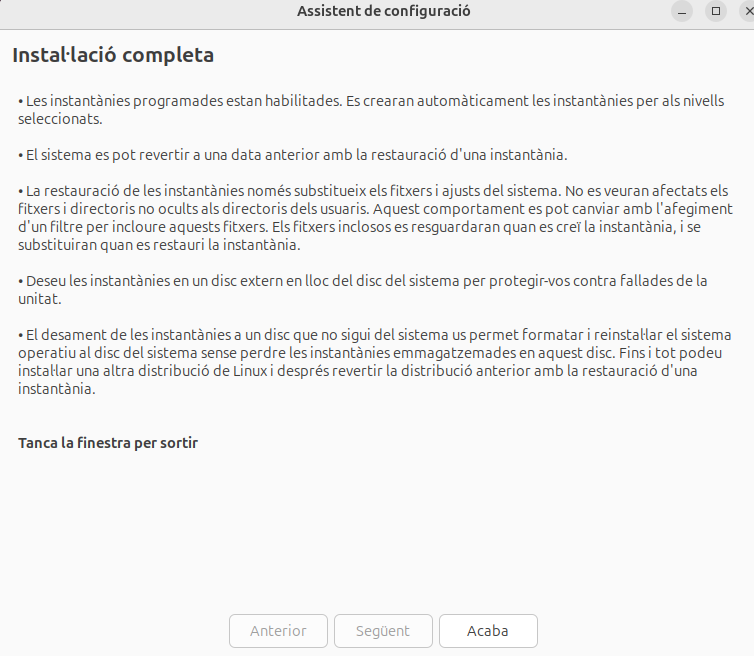 Assistent de configuració
Instal·lació completa
• Les instantànies programades estan habilitades. Es crearan automàticament les instantànies per als nivells
seleccionats.
• El sistema es pot revertir a una data anterior amb la restauració d'una instantània.
• La restauració de les instantànies només substitueix els fitxers i ajusts del sistema. No es veuran afectats els
fitxers i directoris no ocults als directoris dels usuaris. Aquest comportament es pot canviar amb l'afegiment
d'un filtre per incloure aquests fitxers. Els fitxers inclosos es resguardaran quan es creï la instantània, i se
substituiran quan es restauri la instantània.
• Deseu les instantànies en un disc extern en lloc del disc del sistema per protegir-vos contra fallades de la
unitat.
• El desament de les instantànies a un disc que no sigui del sistema us permet formatar i reinstal·lar el sistema
operatiu al disc del sistema sense perdre les instantànies emmagatzemades en aquest disc. Fins i tot podeu
instal·lar una altra distribució de Linux i després revertir la distribució anterior amb la restauració d'una
instantània.
Tanca la finestra per sortir
Anterior
Següent
Acaba